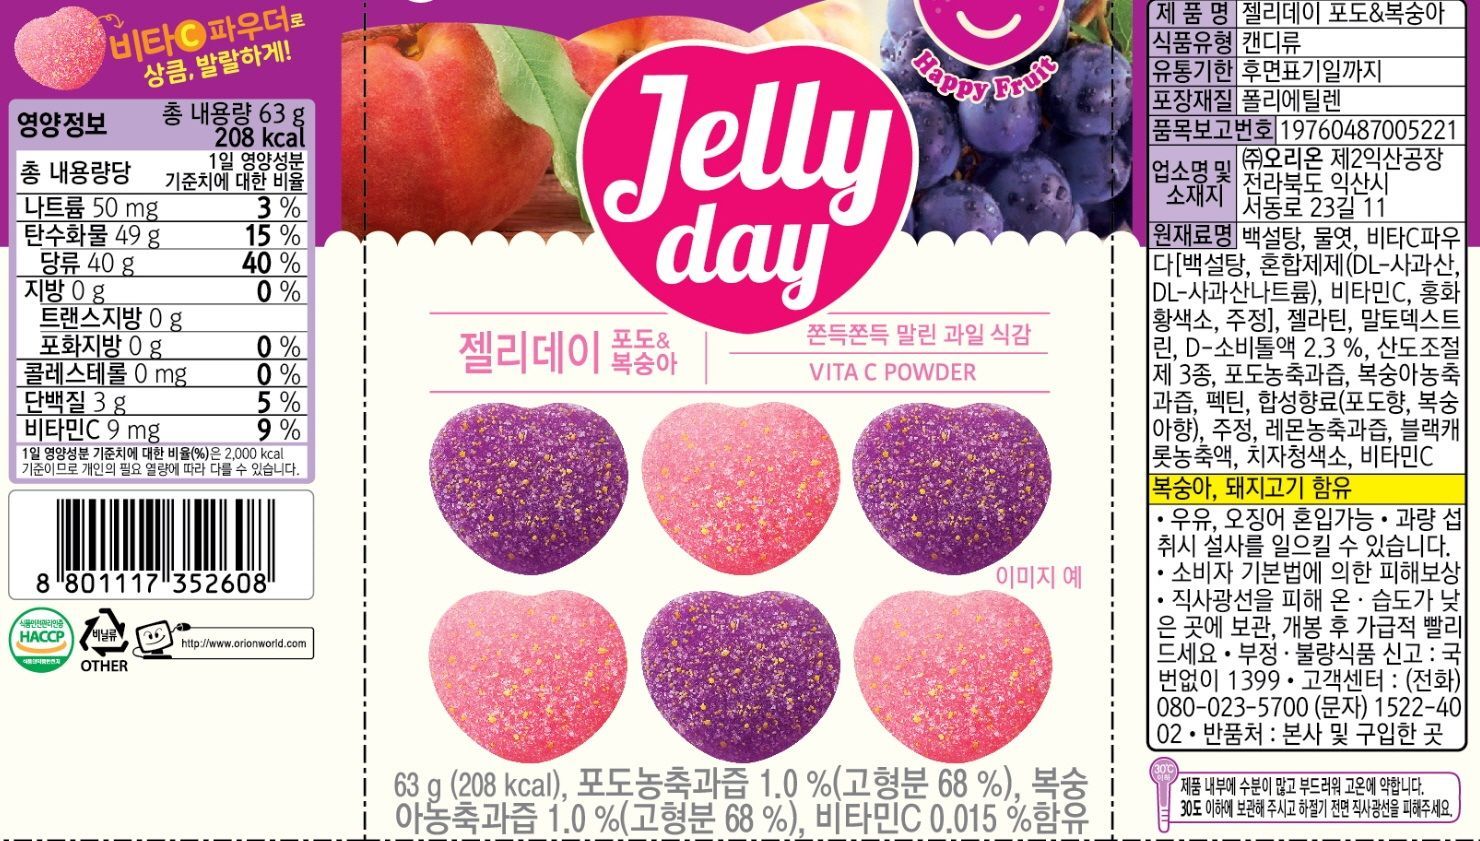 비타C파우더로
상큼, 발랄하게!
영양정보
총 내용량 63 g
208 kcal
총 내용량당
1일 영양성분
기준치에 대한 비율
나트륨 50 mg 3 %
탄수화물 49 g 15 %
당류 40 g 40 %
지방 0 g 0 %
트랜스지방 0 g
포화지방 0 g 0 %
콜레스테롤 0 mg 0 %
단백질 3 g 5 %
비타민C 9 mg 9 %
1일 영양성분 기준치에 대한 비율(%)은 2,000 kcal
기준이므로 개인의 필요 열량에 따라 다를 수 있습니다.
8 801117 352608
식품안전관리인증
HACCP
식품의약품안전처
비닐류
OTHER
http://www.orionworld.com
Happy Fruit
Jelly
day
젤리데이 포도&
복숭아
쫀득쫀득 말린 과일 식감
VITA C POWDER
이미지 예
63 g (208 kcal), 포도농축과즙 1.0 %(고형분 68 %), 복숭
아농축과즙 1.0 %(고형분 68 %), 비타민C 0.015 %함유
제 품 명 젤리데이 포도&복숭아
식품유형 캔디류
유통기한 후면표기일까지
포장재질 폴리에틸렌
품목보고번호 19760487005221
업소명 및
소재지
㈜오리온 제2익산공장
전라북도 익산시
서동로 23길 11
원재료명 백설탕, 물엿, 비타C파우
다[백설탕, 혼합제제(DL-사과산,
DL-사과산나트륨), 비타민C, 홍화
황색소, 주정], 젤라틴, 말토덱스트
린, D-소비톨액 2.3 %, 산도조절
제 3종, 포도농축과즙, 복숭아농축
과즙, 펙틴, 합성향료(포도향, 복숭
아향), 주정, 레몬농축과즙, 블랙캐
롯농축액, 치자청색소, 비타민C
복숭아, 돼지고기 함유
• 우유, 오징어 혼입가능 • 과량 섭
취시 설사를 일으킬 수 있습니다.
• 소비자 기본법에 의한 피해보상
• 직사광선을 피해 온 · 습도가 낮
은 곳에 보관, 개봉 후 가급적 빨리
드세요 • 부정 · 불량식품 신고 : 국
번없이 1399 • 고객센터 : (전화)
080-023-5700 (문자) 1522-40
02 • 반품처 : 본사 및 구입한 곳
30℃
이하
제품 내부에 수분이 많고 부드러워 고온에 약합니다.
30도 이하에 보관해 주시고 하절기 전면 직사광선을 피해주세요.